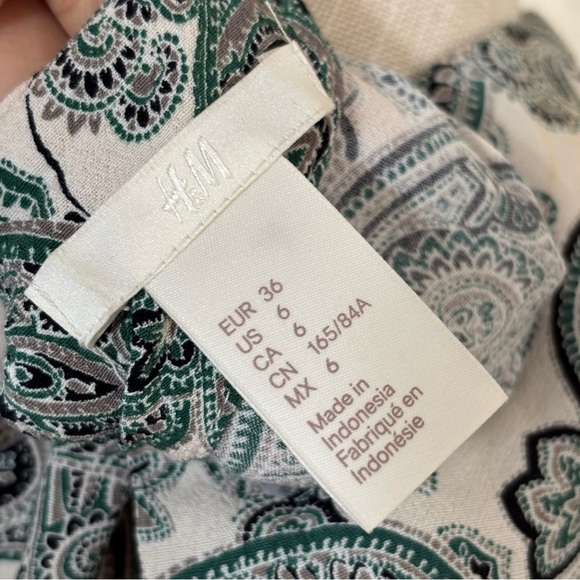 H&M
EUR 36
US 6
CA 6
CN 165/84A
MX 6
Made in
Indonesia
Fabriqué en
Indonésie